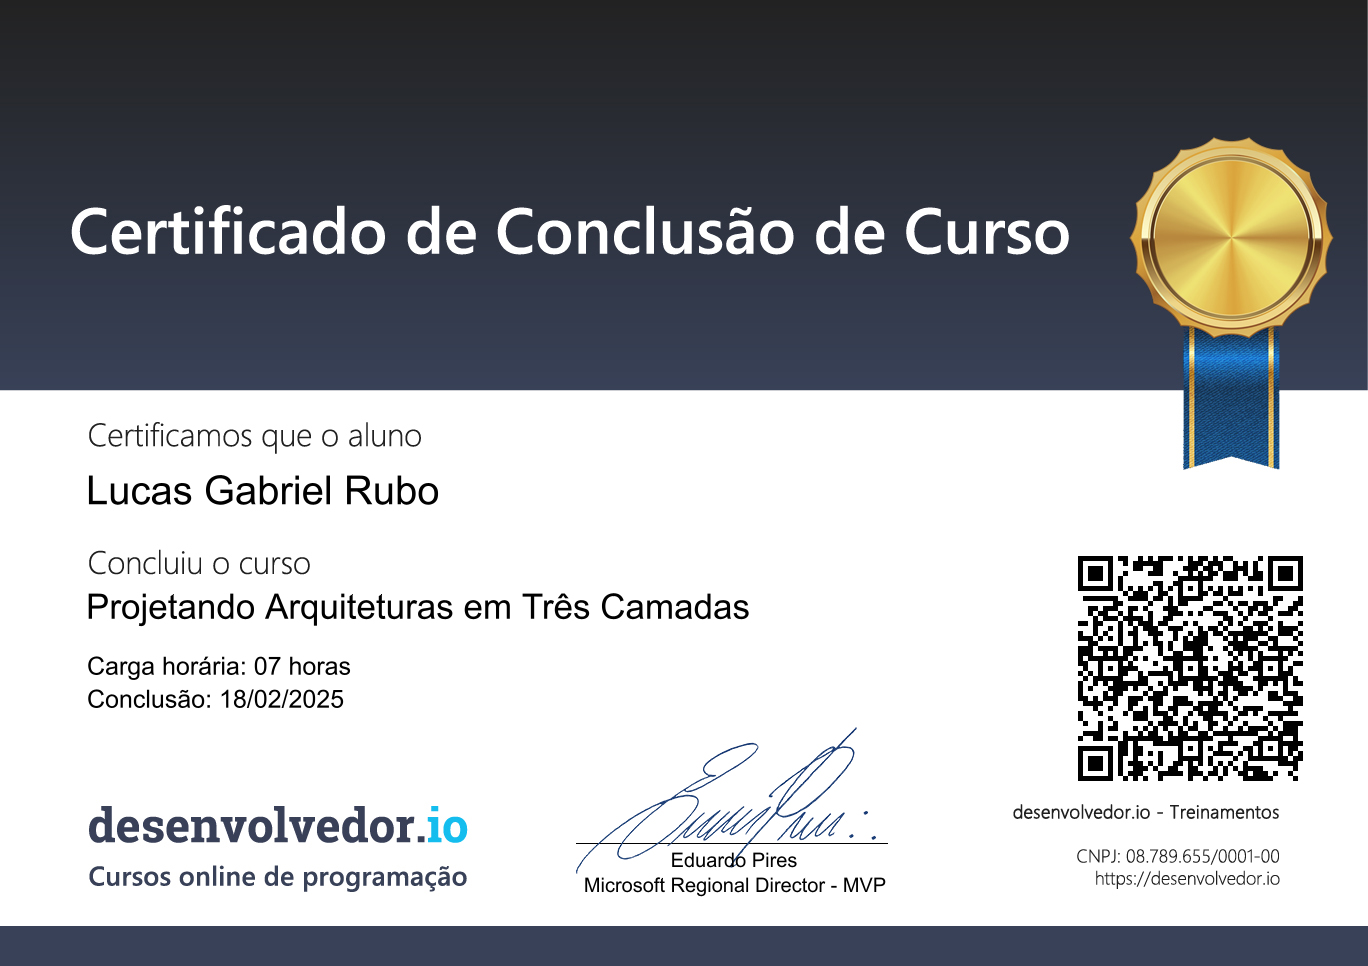 Certificado de Conclusão de Curso
Certificamos que o aluno
Lucas Gabriel Rubo
Concluiu o curso
Projetando Arquiteturas em Três Camadas
Carga horária: 07 horas
Conclusão: 18/02/2025
desenvolvedor.io
Cursos online de programação
Eduardo Pires
Microsoft Regional Director - MVP
desenvolvedor.io - Treinamentos
CNPJ: 08.789.655/0001-00
https://desenvolvedor.io